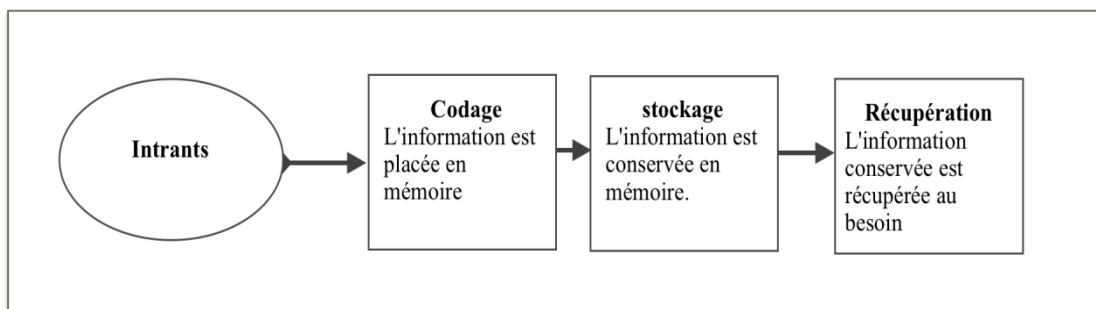 Intrants
Codage
L'information est
placée en
mémoire
stockage
L'information est
conservée en
mémoire.
Récupération
L'information
conservée est
récupérée au
besoin